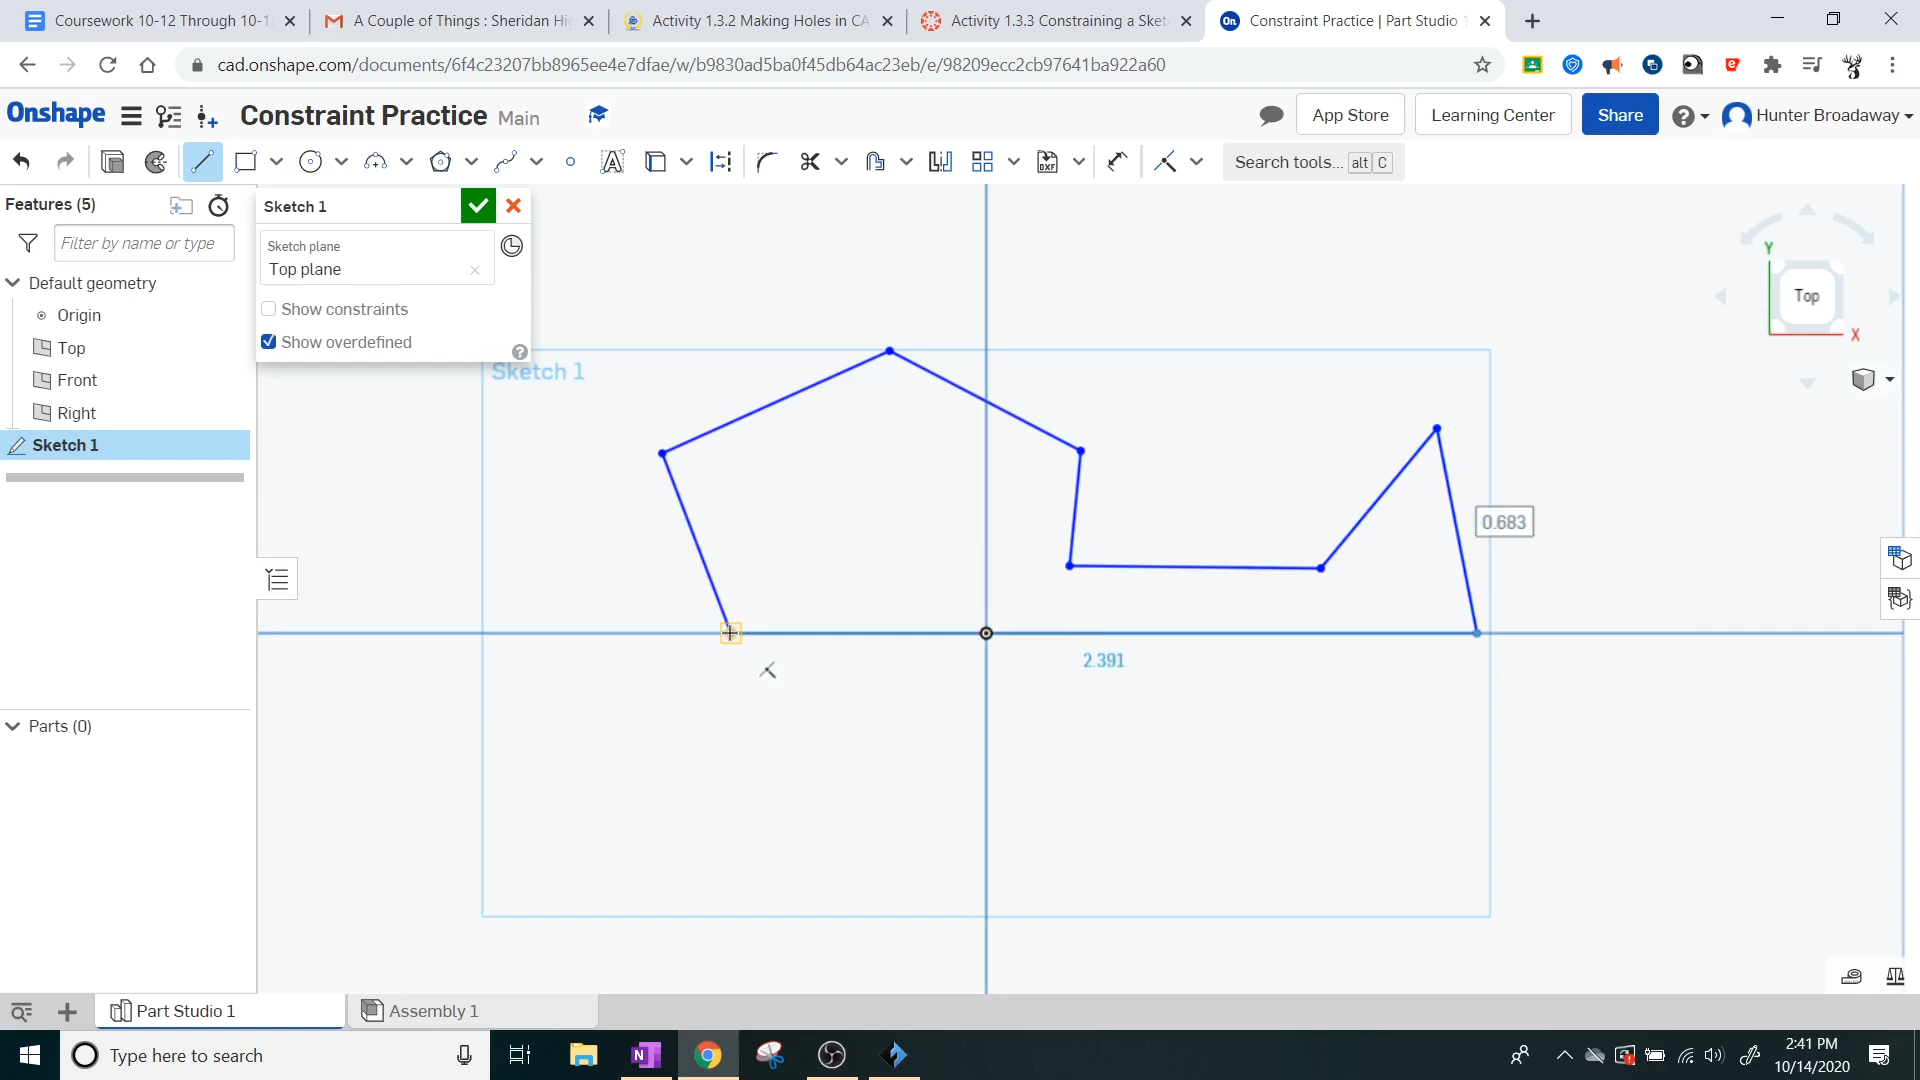 Coursework 10-12 Through 10-1
A Couple of Things : Sheridan Hig
Activity 1.3.2 Making Holes in CA
Activity 1.3.3 Constraining a Sket
Constraint Practice | Part Studio 1
cad.onshape.com/documents/6f4c23207bb8965ee4e7dfae/w/b9830ad5ba0f45db64ac23eb/e/98209ecc2cb97641ba922a60
Onshape
Constraint Practice Main
App Store
Learning Center
Share
Hunter Broadaway
Search tools... alt C
Features (5)
Filter by name or type
Default geometry
Origin
Top
Front
Right
Sketch 1
Parts (0)
Sketch 1
Sketch plane
Top plane
Show constraints
Show overdefined
Sketch 1
0.683
2.391
Y
Top
X
Part Studio 1
Assembly 1
Type here to search
2:41 PM
10/14/2020